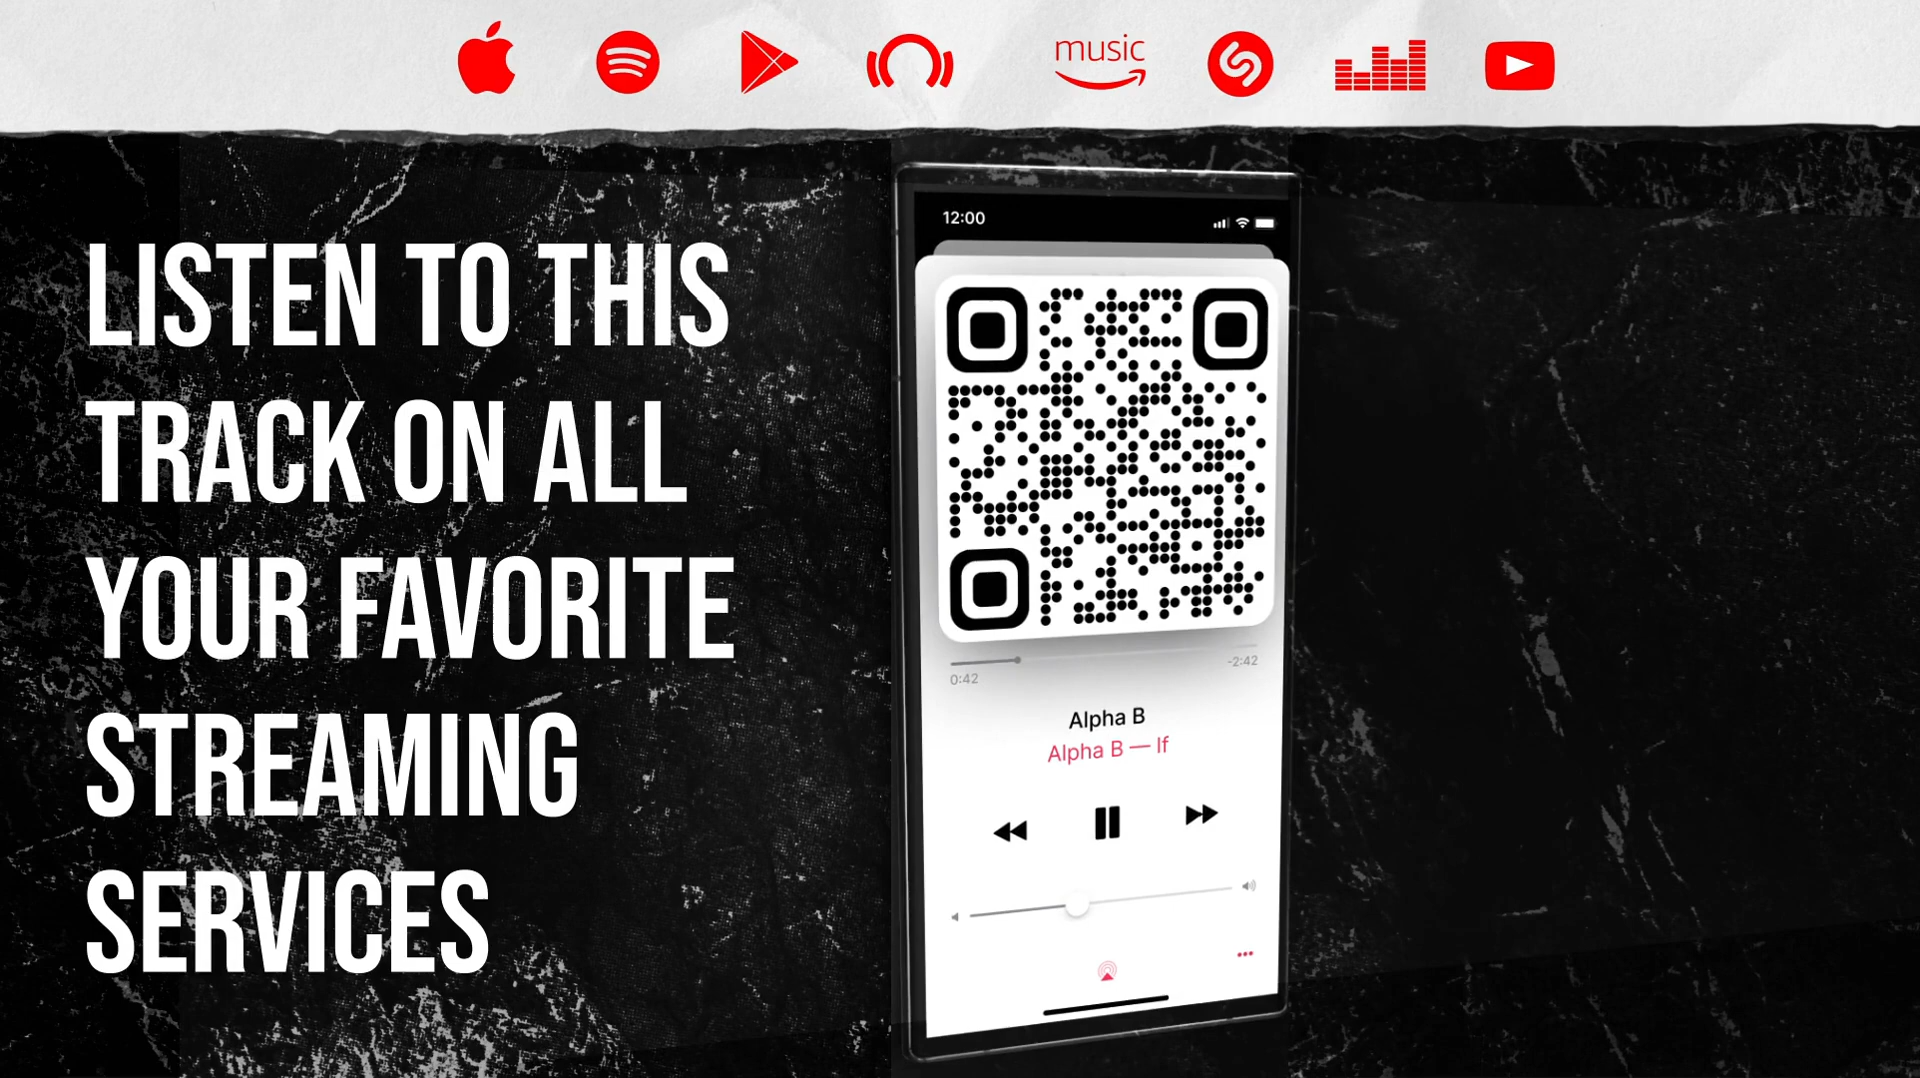 music
LISTEN TO THIS
TRACK ON ALL
YOUR FAVORITE
STREAMING
SERVICES
12:00
0:42
-2:42
Alpha B
Alpha B — If